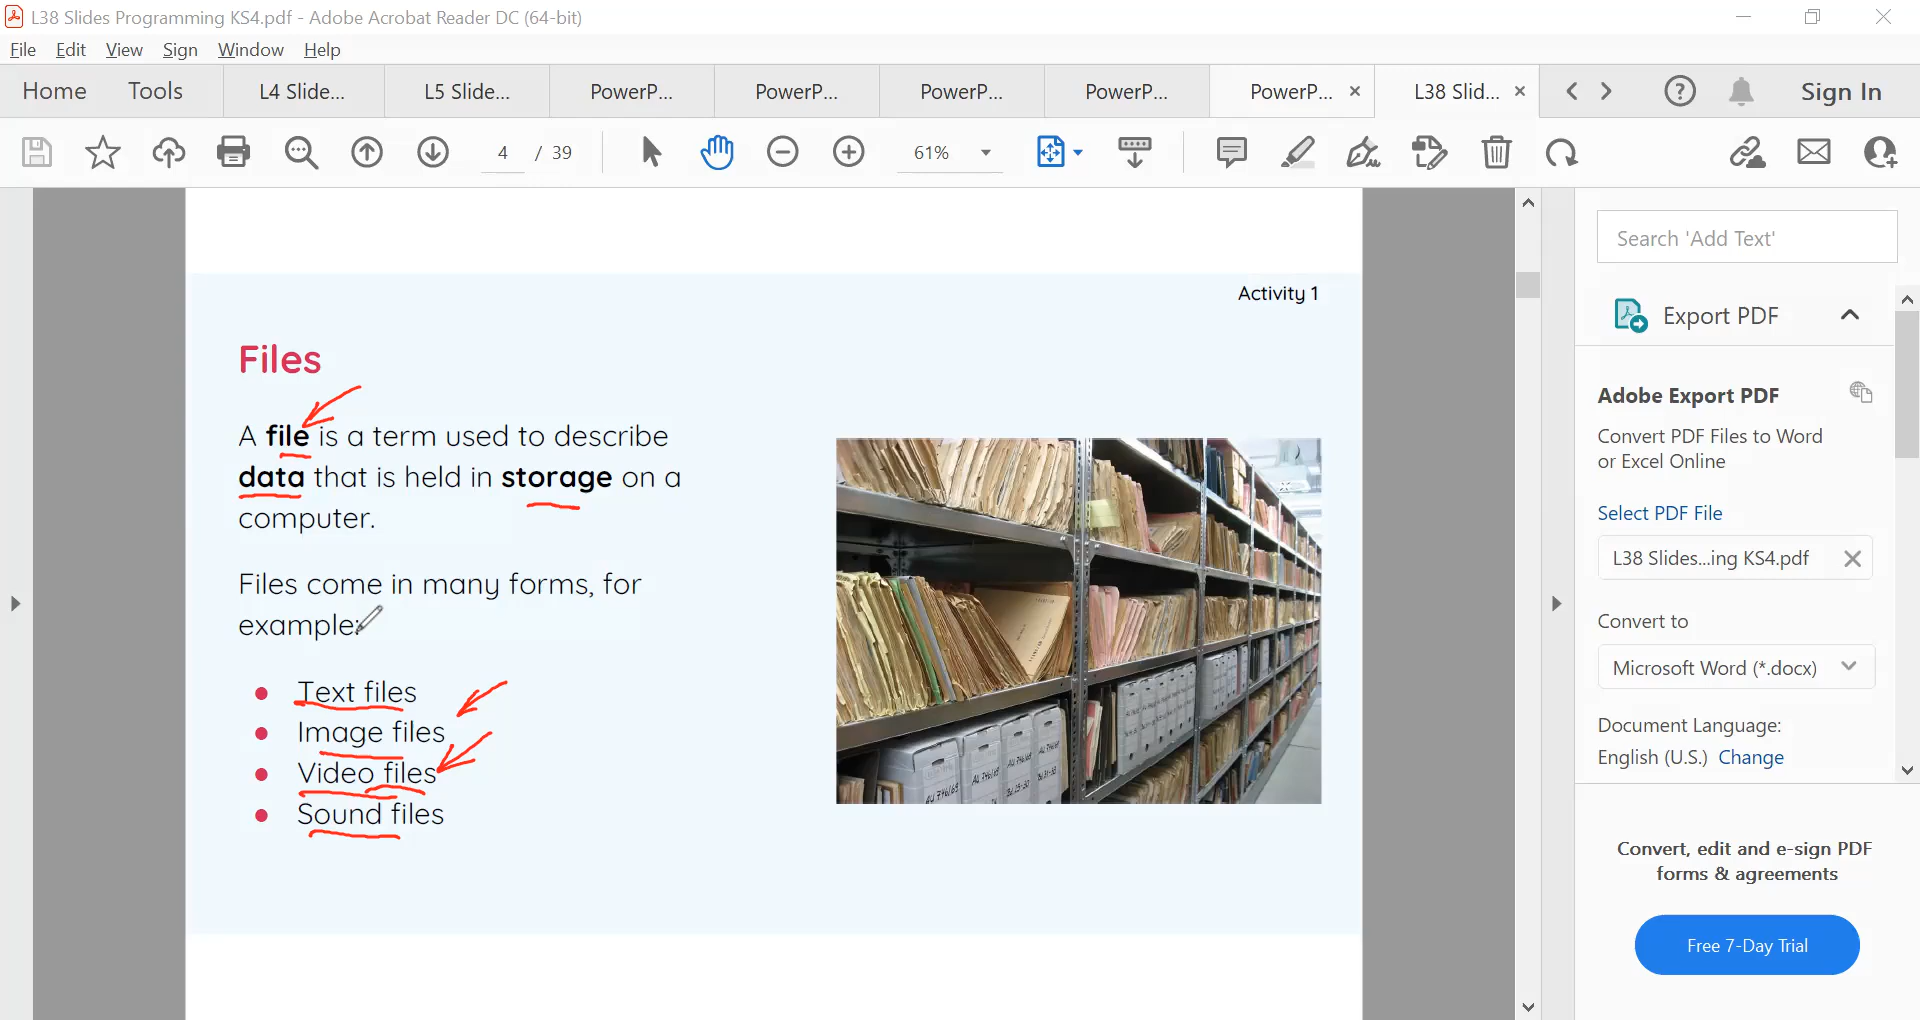 L38 Slides Programming KS4.pdf - Adobe Acrobat Reader DC (64-bit)
File Edit View Sign Window Help
Home Tools L4 Slide... L5 Slide... PowerP... PowerP... PowerP... PowerP... PowerP... L38 Slid... Sign In
4 / 39 61%
Search 'Add Text'
Export PDF
Adobe Export PDF
Convert PDF Files to Word
or Excel Online
Select PDF File
L38 Slides...ing KS4.pdf
Convert to
Microsoft Word (*.docx)
Document Language:
English (U.S.) Change
Convert, edit and e-sign PDF
forms & agreements
Free 7-Day Trial
Activity 1
Files
A file is a term used to describe
data that is held in storage on a
computer.
Files come in many forms, for
example:
Text files
Image files
Video files
Sound files